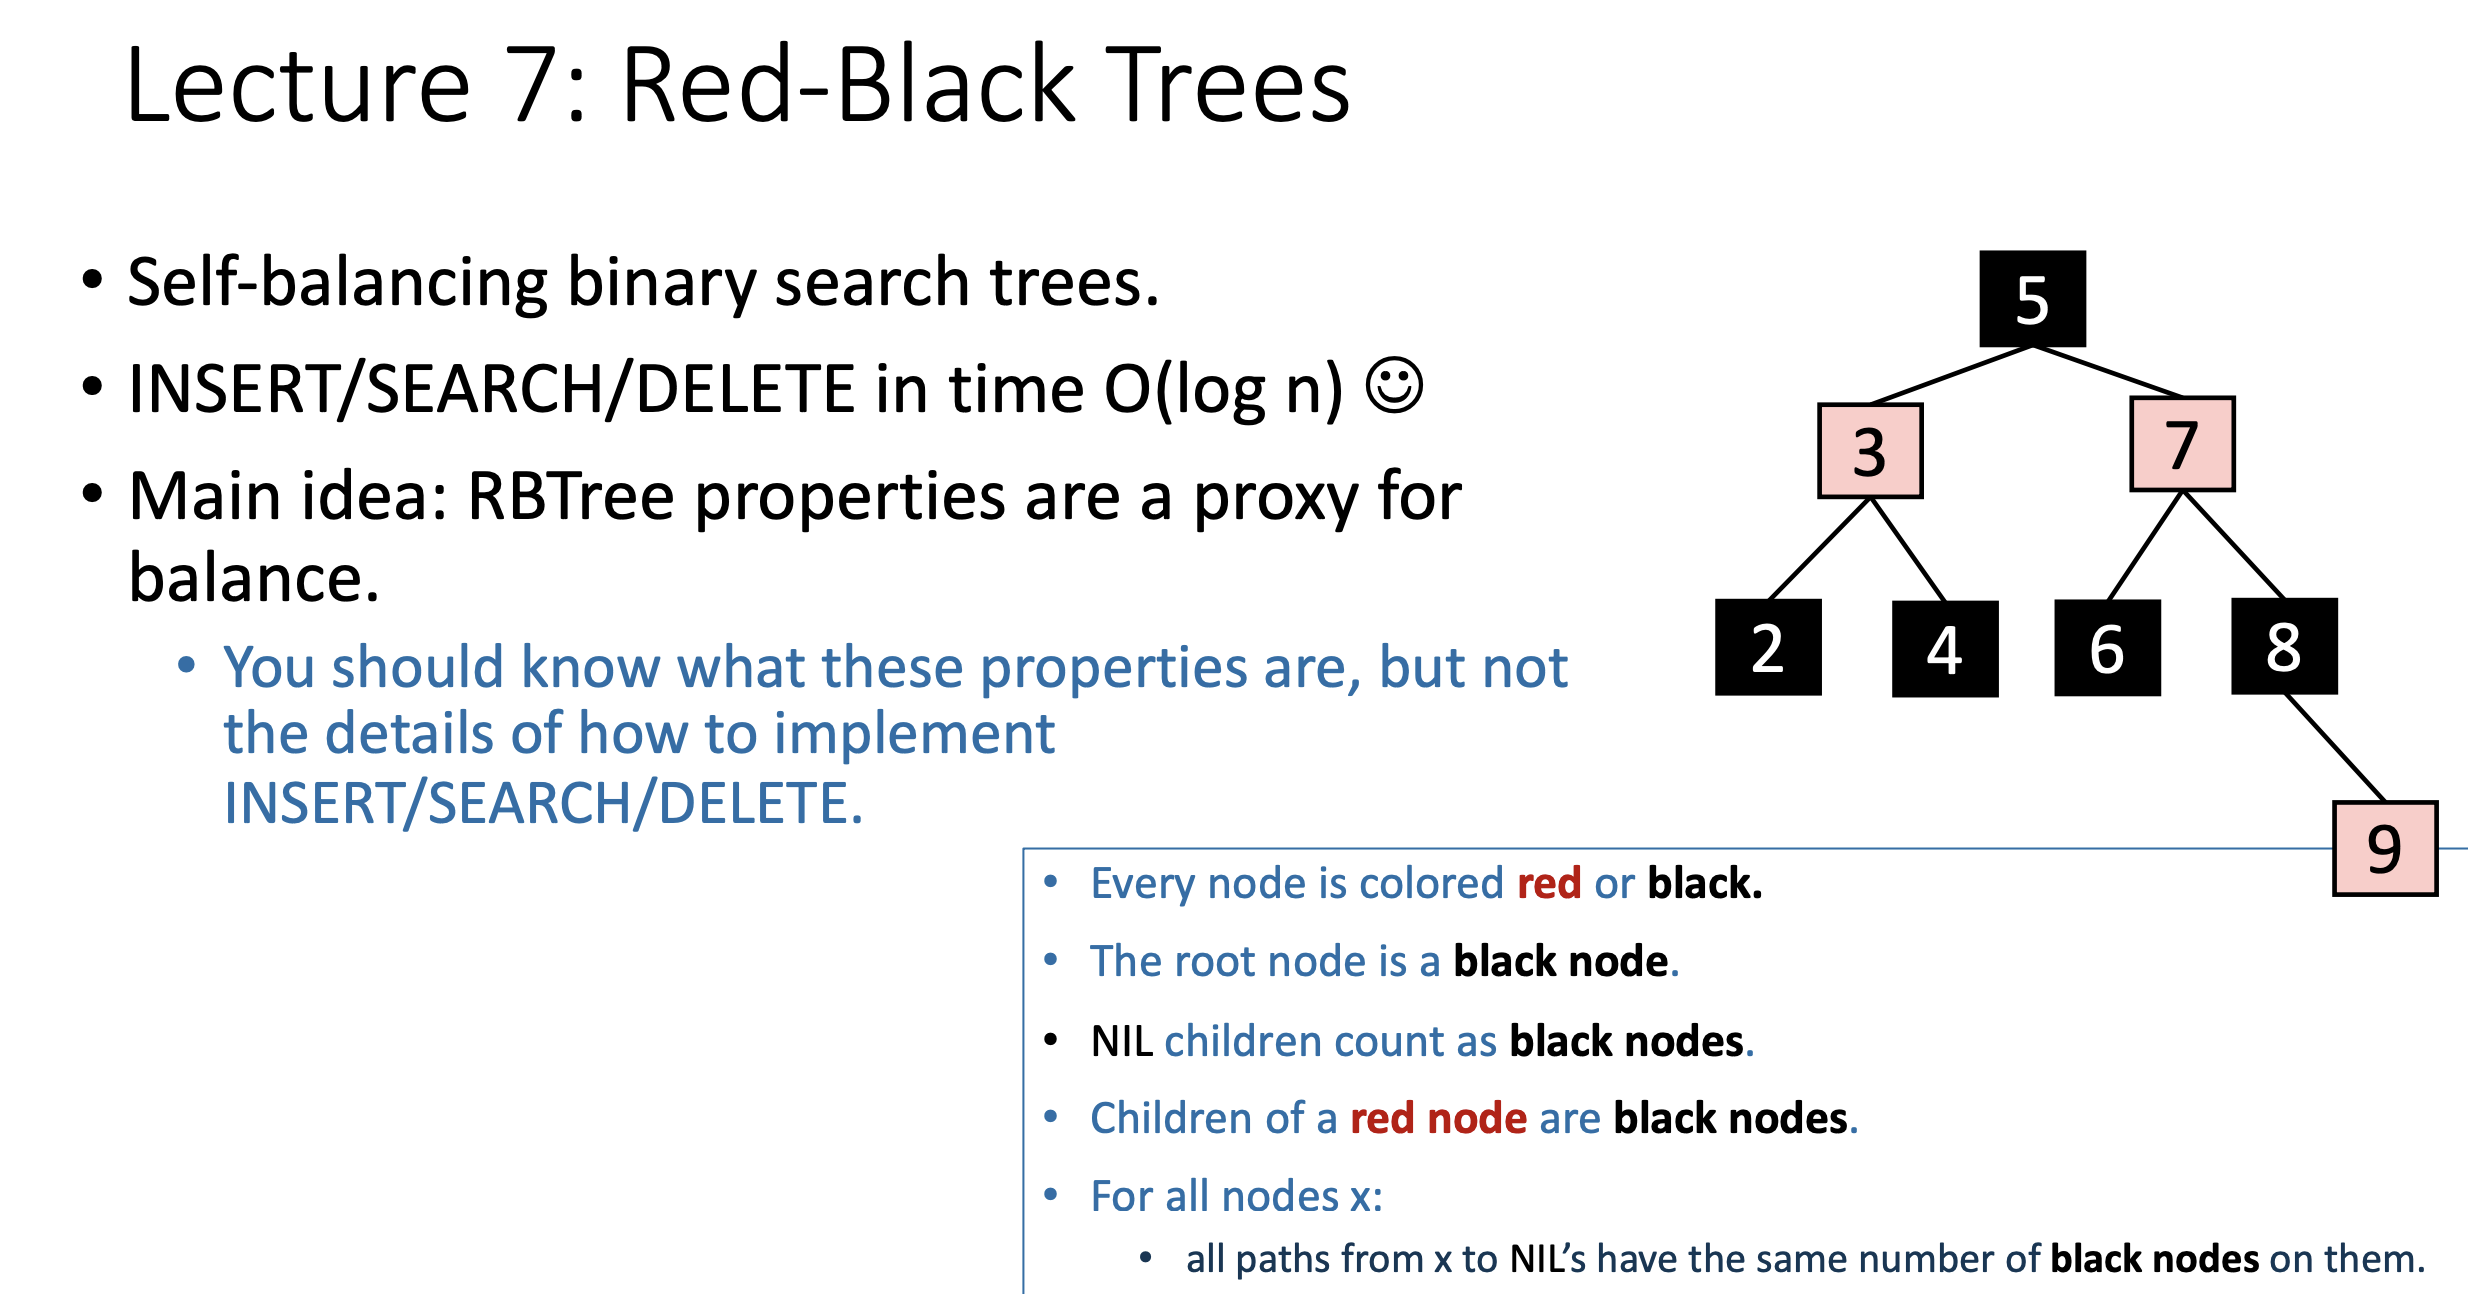 Lecture 7: Red-Black Trees
• Self-balancing binary search trees.
• INSERT/SEARCH/DELETE in time O(log n) ☺
• Main idea: RBTree properties are a proxy for
balance.
• You should know what these properties are, but not
the details of how to implement
INSERT/SEARCH/DELETE.
5
3 7
2 4 6 8
9
• Every node is colored red or black.
• The root node is a black node.
• NIL children count as black nodes.
• Children of a red node are black nodes.
• For all nodes x:
• all paths from x to NIL’s have the same number of black nodes on them.